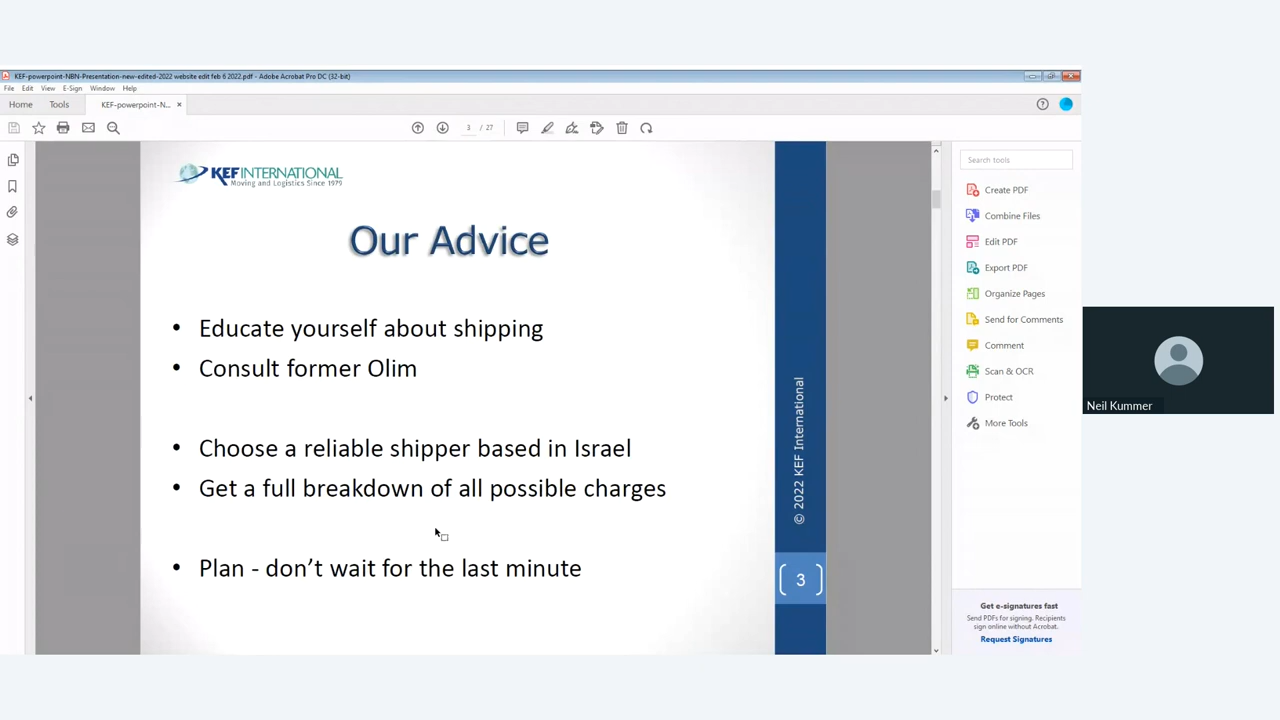 KEF-powerpoint-NBN-Presentation-new-edited-2022 website edit feb 6 2022.pdf - Adobe Acrobat Pro DC (32-bit)
File Edit View E-Sign Window Help
Home Tools KEF-powerpoint-N... ×
3 / 27
KEF INTERNATIONAL
Moving and Logistics Since 1979
Our Advice
• Educate yourself about shipping
• Consult former Olim
• Choose a reliable shipper based in Israel
• Get a full breakdown of all possible charges
• Plan - don’t wait for the last minute
© 2022 KEF International
3
Search tools
Create PDF
Combine Files
Edit PDF
Export PDF
Organize Pages
Send for Comments
Comment
Scan & OCR
Protect
More Tools
Get e-signatures fast
Send PDFs for signing. Recipients
sign online without Acrobat.
Request Signatures
Neil Kummer